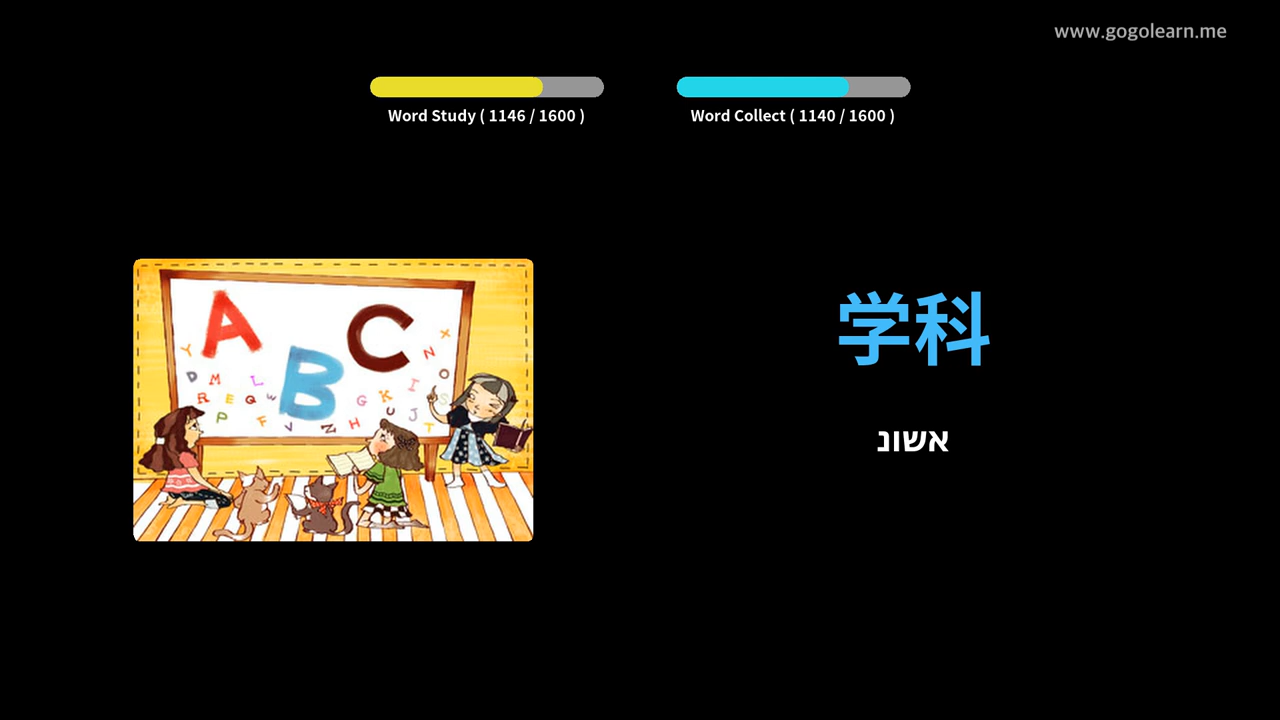 www.gogolearn.me
Word Study ( 1146 / 1600 )
Word Collect ( 1140 / 1600 )
A B C
Y X N
D M L I O
R E Q W G K S
P F V Z H U J T
学科
אשונ